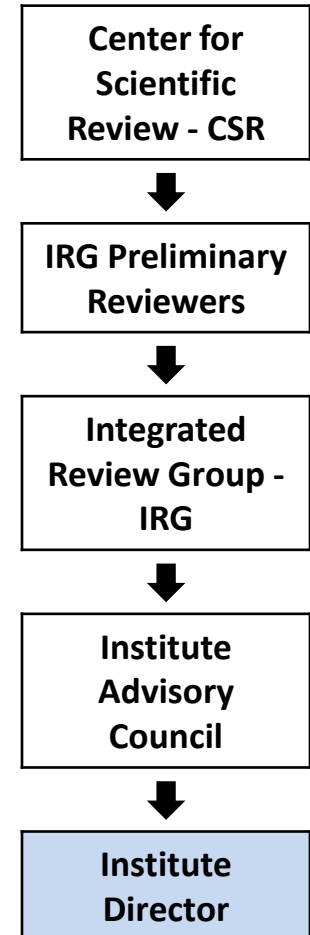 Center for
Scientific
Review - CSR
IRG Preliminary
Reviewers
Integrated
Review Group -
IRG
Institute
Advisory
Council
Institute
Director